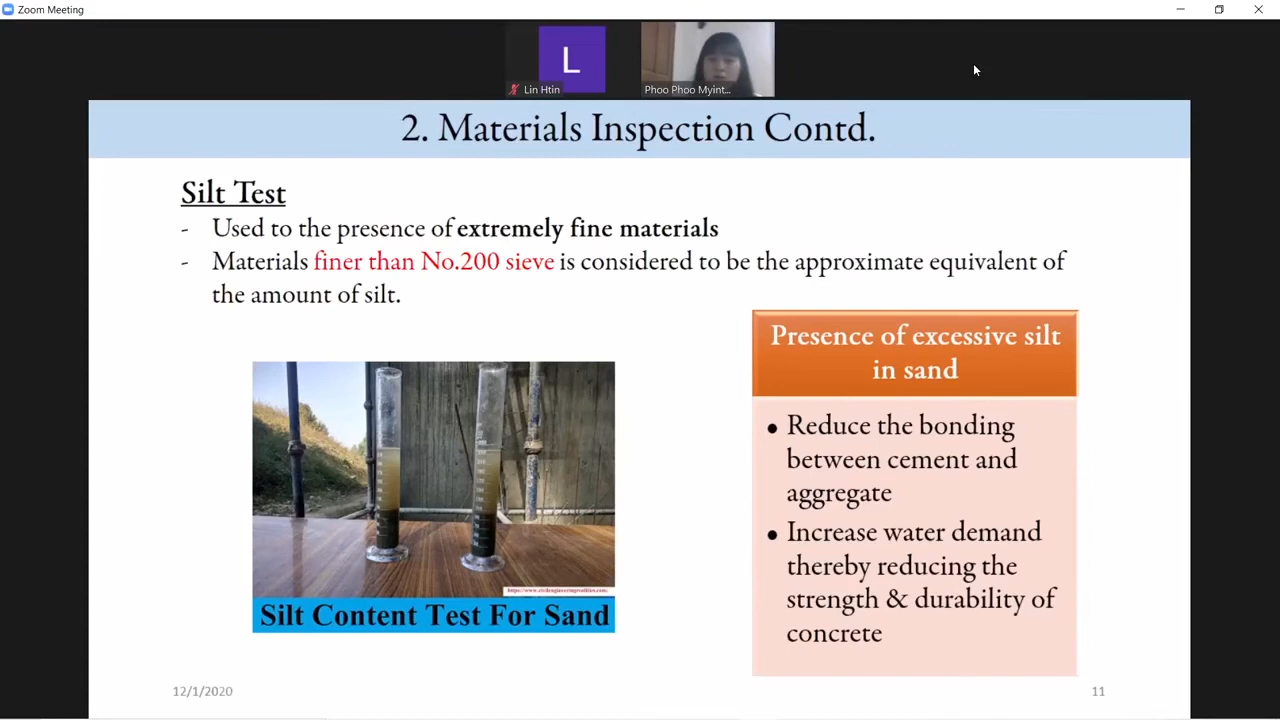 Zoom Meeting
L
Lin Htin
Phoo Phoo Myint...
2. Materials Inspection Contd.
Silt Test
- Used to the presence of extremely fine materials
- Materials finer than No.200 sieve is considered to be the approximate equivalent of
the amount of silt.
Presence of excessive silt
in sand
• Reduce the bonding
between cement and
aggregate
• Increase water demand
thereby reducing the
strength & durability of
concrete
Silt Content Test For Sand
12/1/2020
11